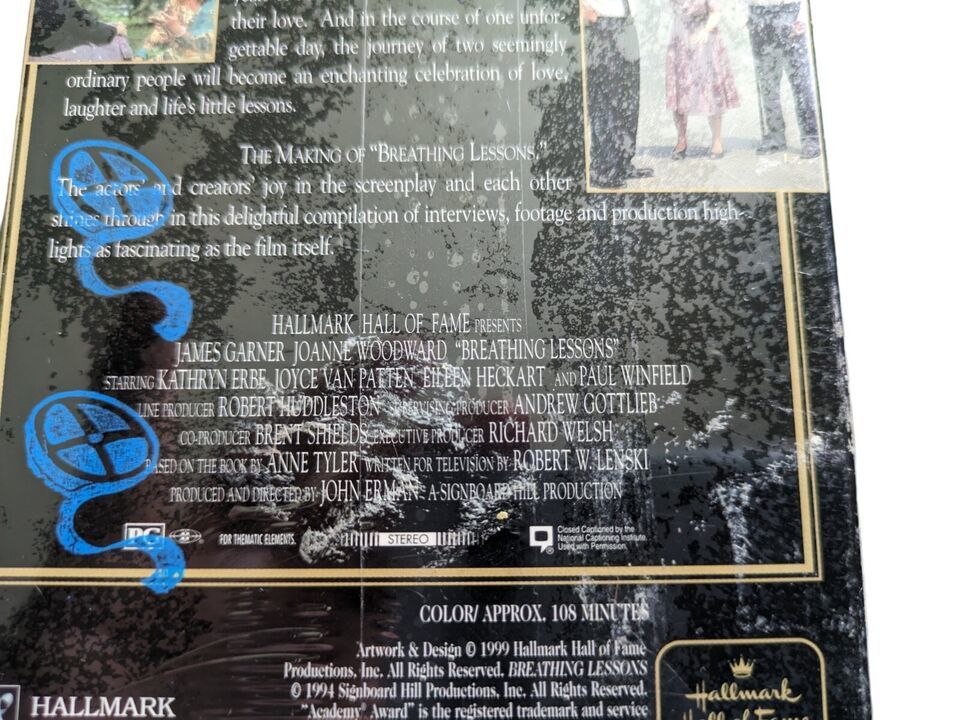 their love. And in the course of one unfor-
gettable day, the journey of two seemingly
ordinary people will become an enchanting celebration of love,
laughter and life's little lessons.
THE MAKING OF "BREATHING LESSONS."
The actors' and creators' joy in the screenplay and each other
shines through in this delightful compilation of interviews, footage and production high-
lights as fascinating as the film itself.
HALLMARK HALL OF FAME PRESENTS
JAMES GARNER JOANNE WOODWARD "BREATHING LESSONS"
STARRING KATHRYN ERBE JOYCE VAN PATTEN EILEEN HECKART AND PAUL WINFIELD
LINE PRODUCER ROBERT HUDDLESTON SUPERVISING PRODUCER ANDREW GOTTLIEB
CO-PRODUCER BRENT SHIELDS EXECUTIVE PRODUCER RICHARD WELSH
BASED ON THE BOOK BY ANNE TYLER WRITTEN FOR TELEVISION BY ROBERT W. LENSKI
PRODUCED AND DIRECTED BY JOHN ERMAN A SIGNBOARD HILL PRODUCTION
PG FOR THEMATIC ELEMENTS. STEREO
Closed Captioned by the
National Captioning Institute.
Used with Permission.
COLOR/ APPROX. 108 MINUTES
Artwork & Design © 1999 Hallmark Hall of Fame
Productions, Inc. All Rights Reserved. BREATHING LESSONS
© 1994 Signboard Hill Productions, Inc. All Rights Reserved.
"Academy Award" is the registered trademark and service
HALLMARK
Hallmark
Hall of Fame